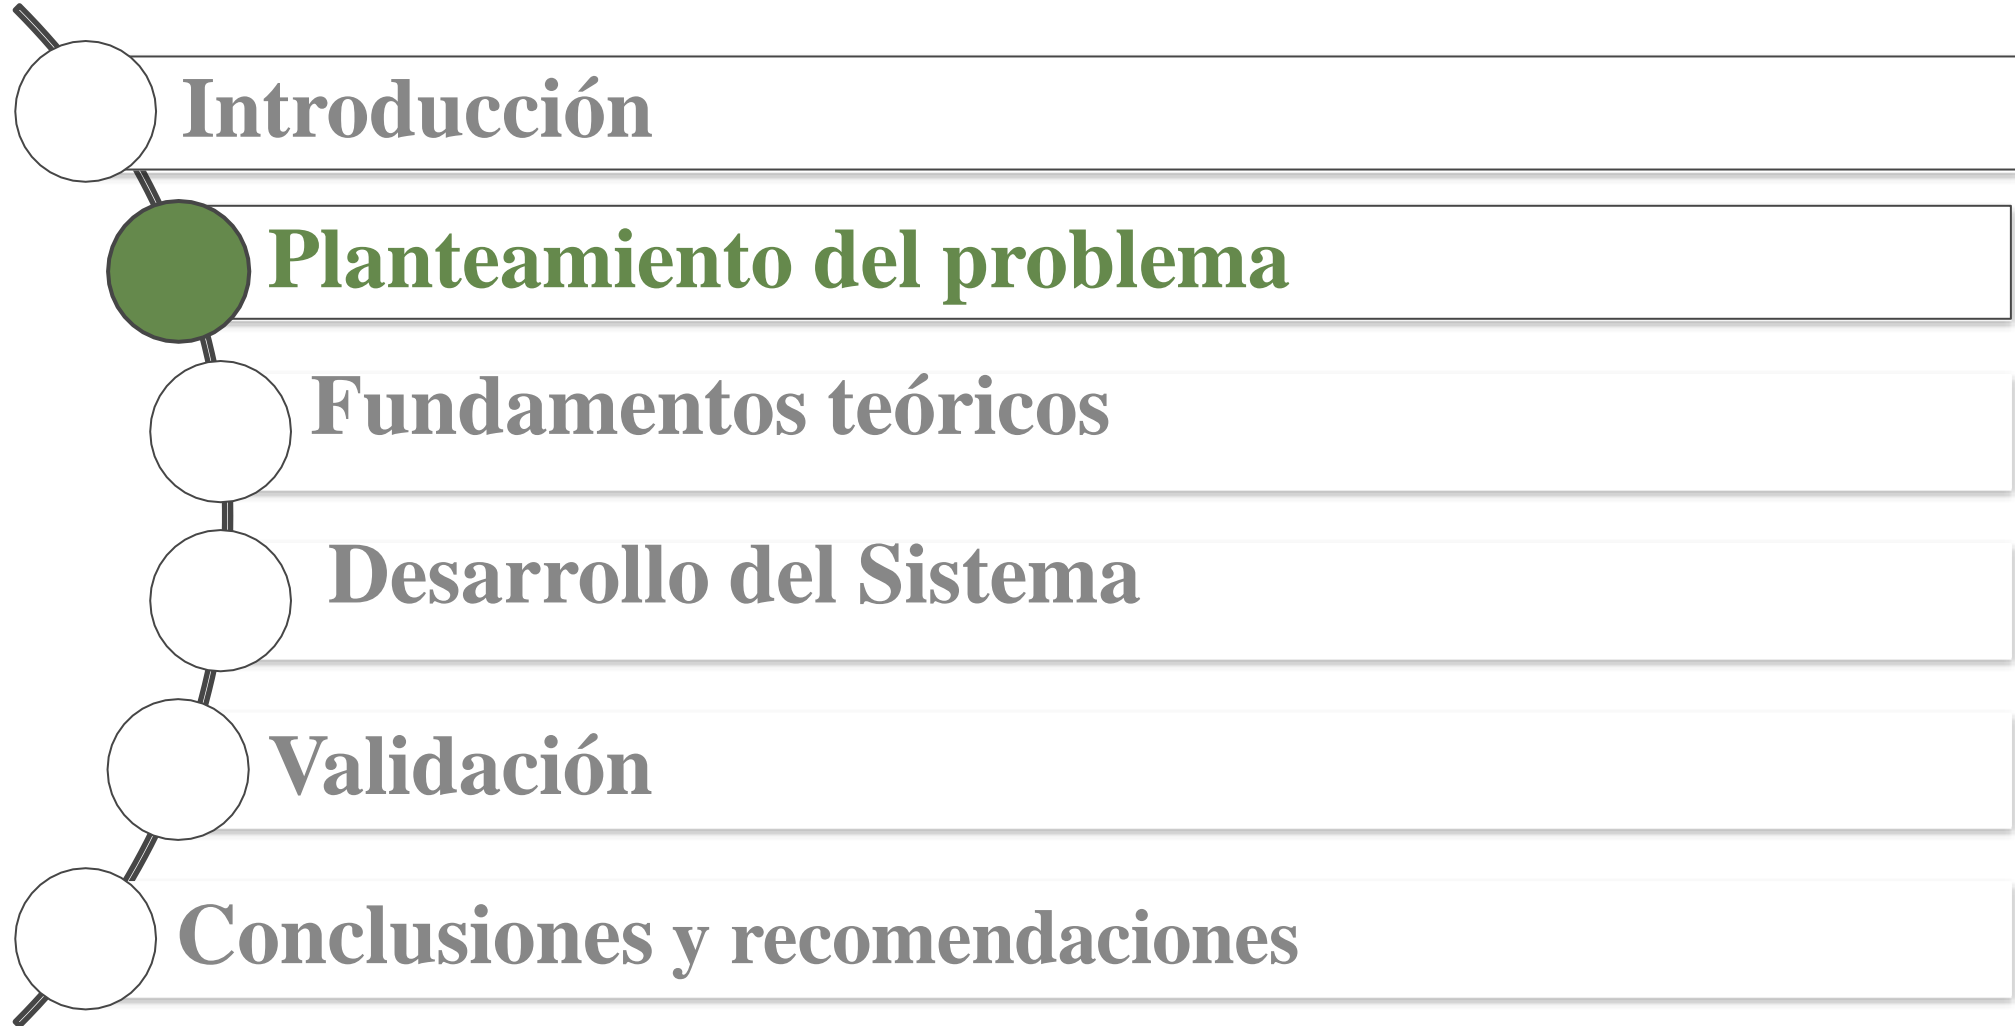 Introducción
Planteamiento del problema
Fundamentos teóricos
Desarrollo del Sistema
Validación
Conclusiones y recomendaciones